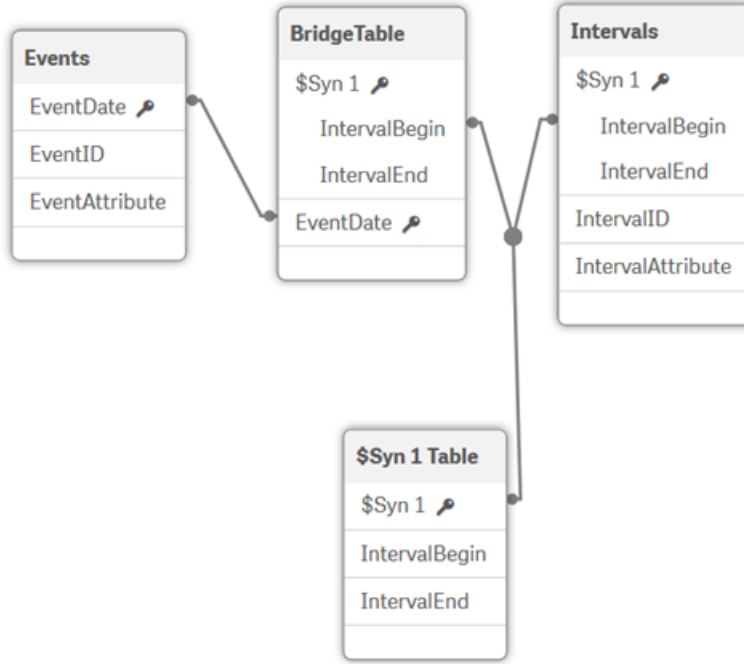 Events
EventDate
EventID
EventAttribute
BridgeTable
$Syn 1
IntervalBegin
IntervalEnd
EventDate
Intervals
$Syn 1
IntervalBegin
IntervalEnd
IntervalID
IntervalAttribute
$Syn 1 Table
$Syn 1
IntervalBegin
IntervalEnd